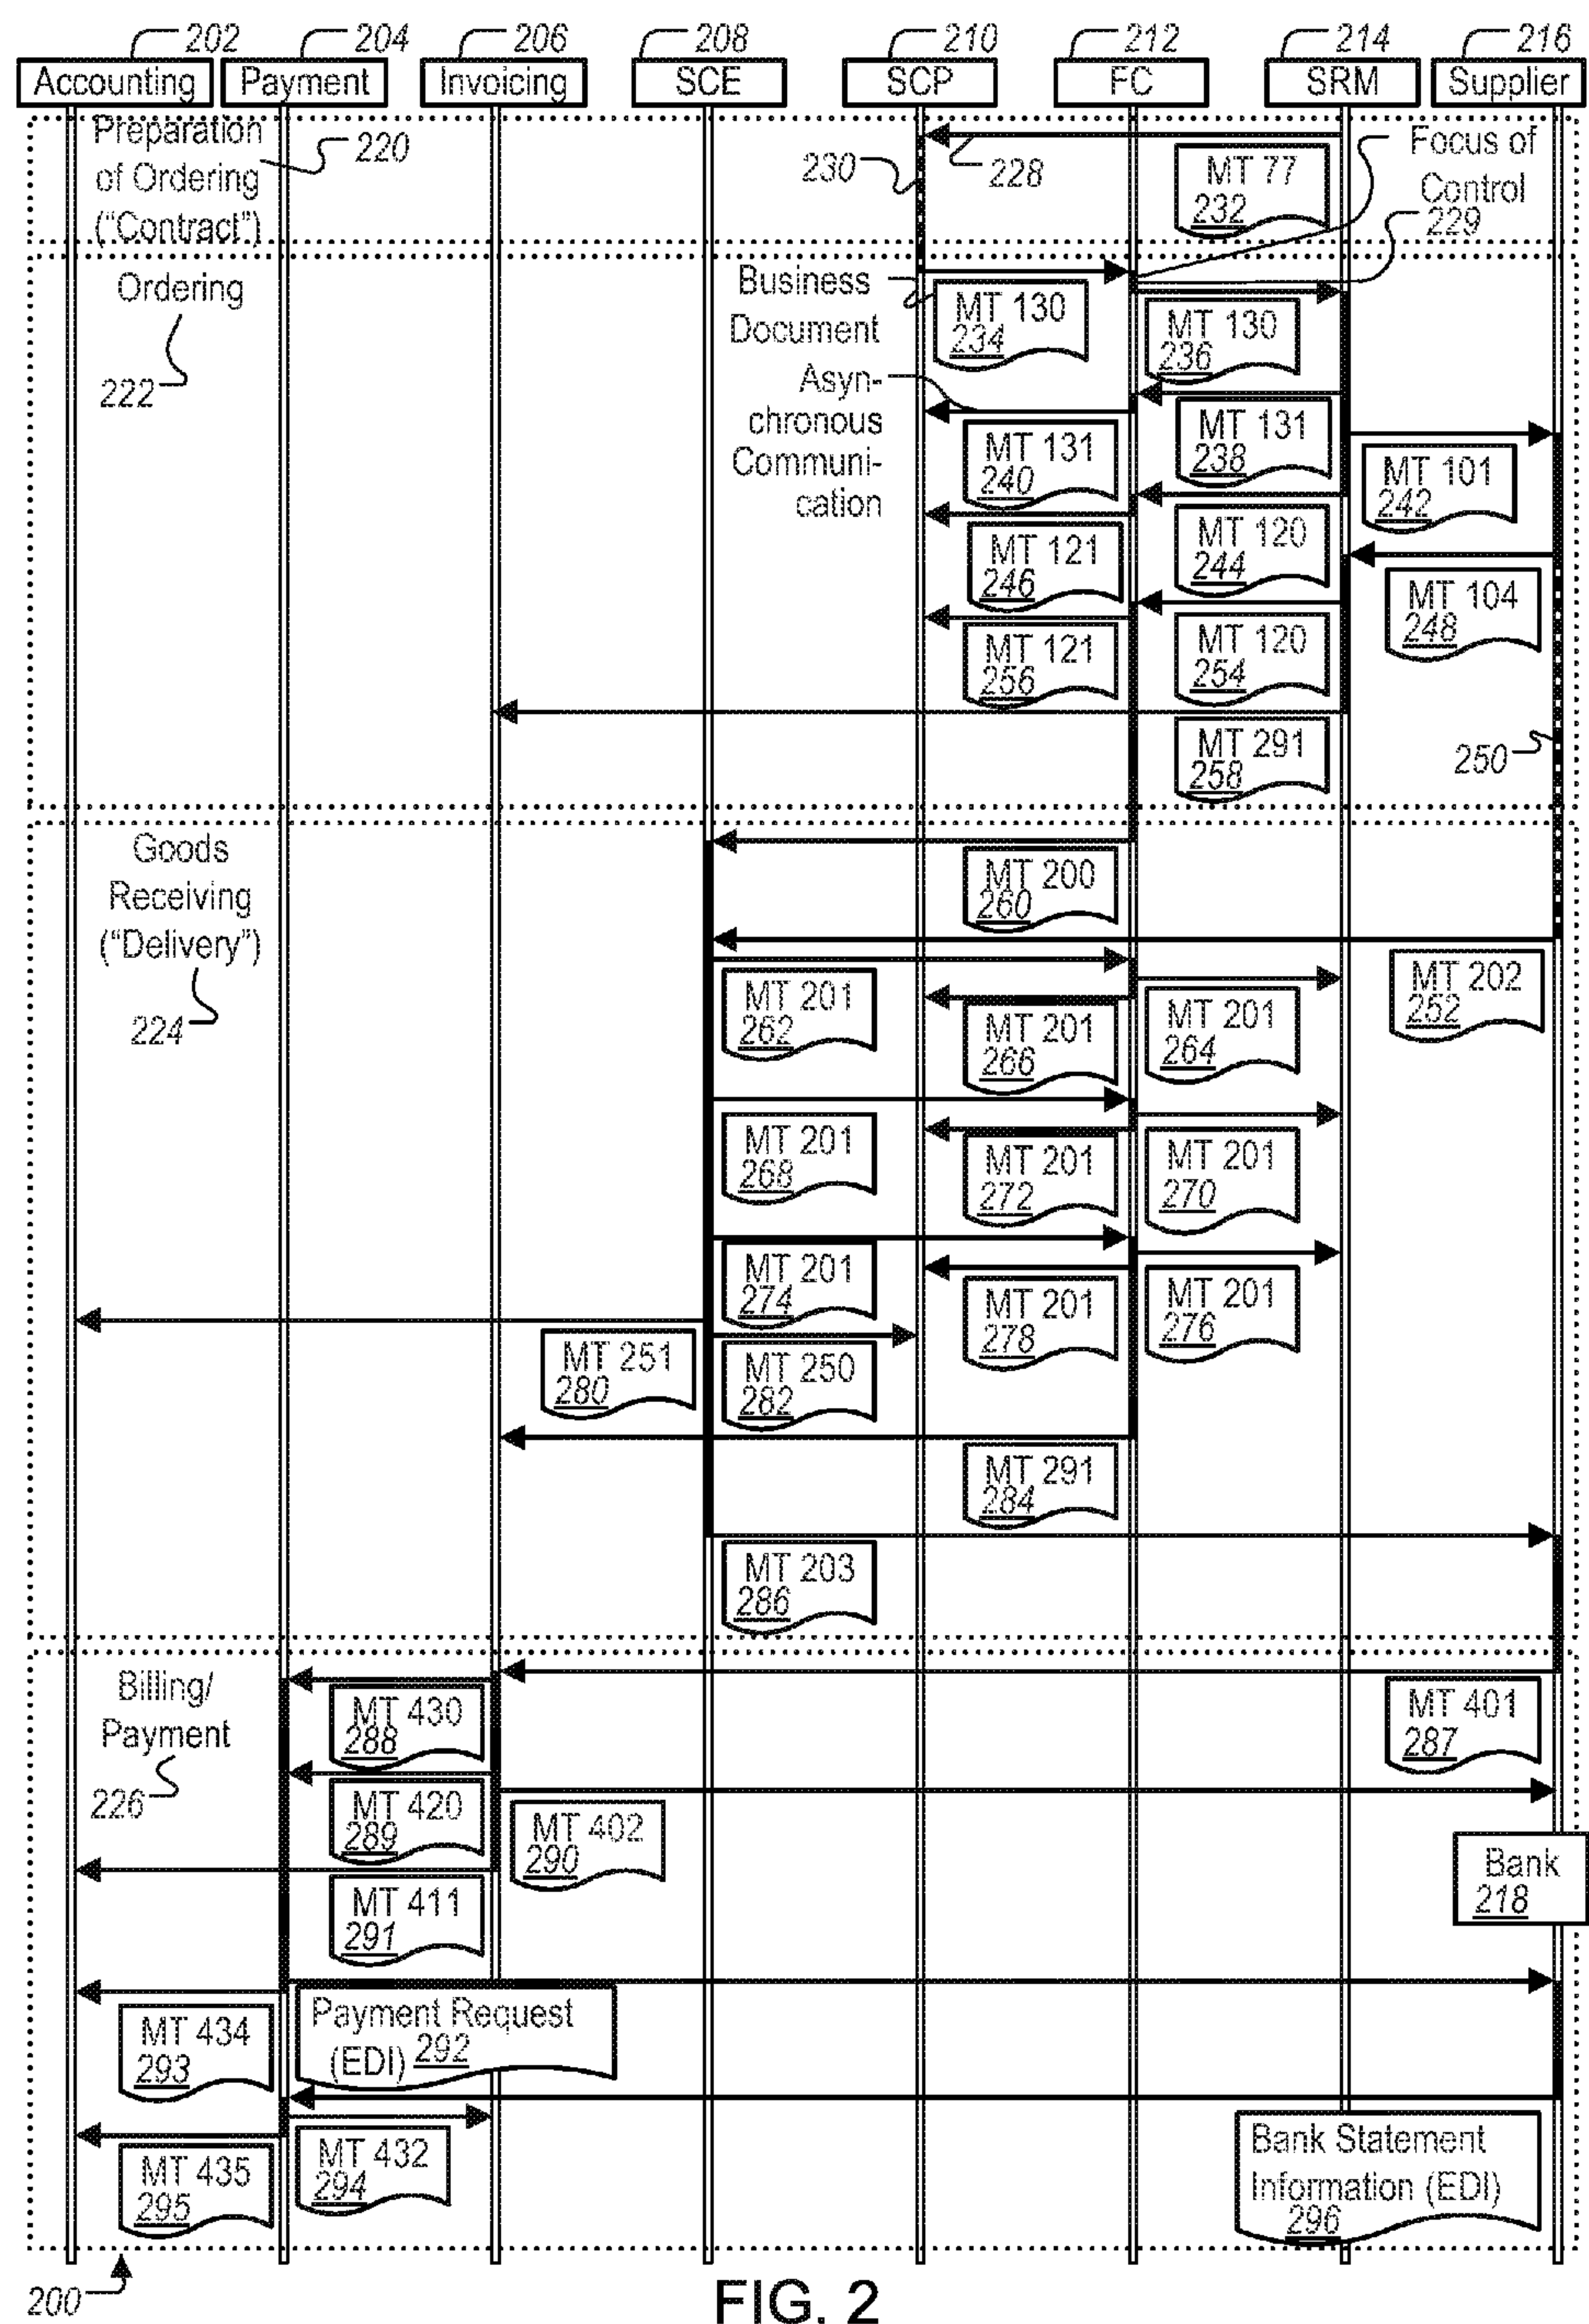 202
204
206
208
210
212
214
216
Accounting
Payment
Invoicing
SCE
SCP
FC
SRM
Supplier
Preparation
of Ordering
("Contract")
220
230
228
MT 77
232
Focus of
Control
229
Ordering
222
Business
Document
MT 130
234
MT 130
236
Asyn-
chronous
Communi-
cation
MT 131
240
MT 131
238
MT 101
242
MT 121
246
MT 120
244
MT 104
248
MT 121
256
MT 120
254
MT 291
258
250
Goods
Receiving
("Delivery")
224
MT 200
260
MT 201
262
MT 201
266
MT 201
264
MT 202
252
MT 201
268
MT 201
272
MT 201
270
MT 201
274
MT 201
278
MT 201
276
MT 251
280
MT 250
282
MT 291
284
MT 203
286
Billing/
Payment
226
MT 430
288
MT 401
287
MT 420
289
MT 402
290
Bank
218
MT 411
291
MT 434
293
Payment Request
(EDI) 292
MT 435
295
MT 432
294
Bank Statement
Information (EDI)
296
200
FIG. 2